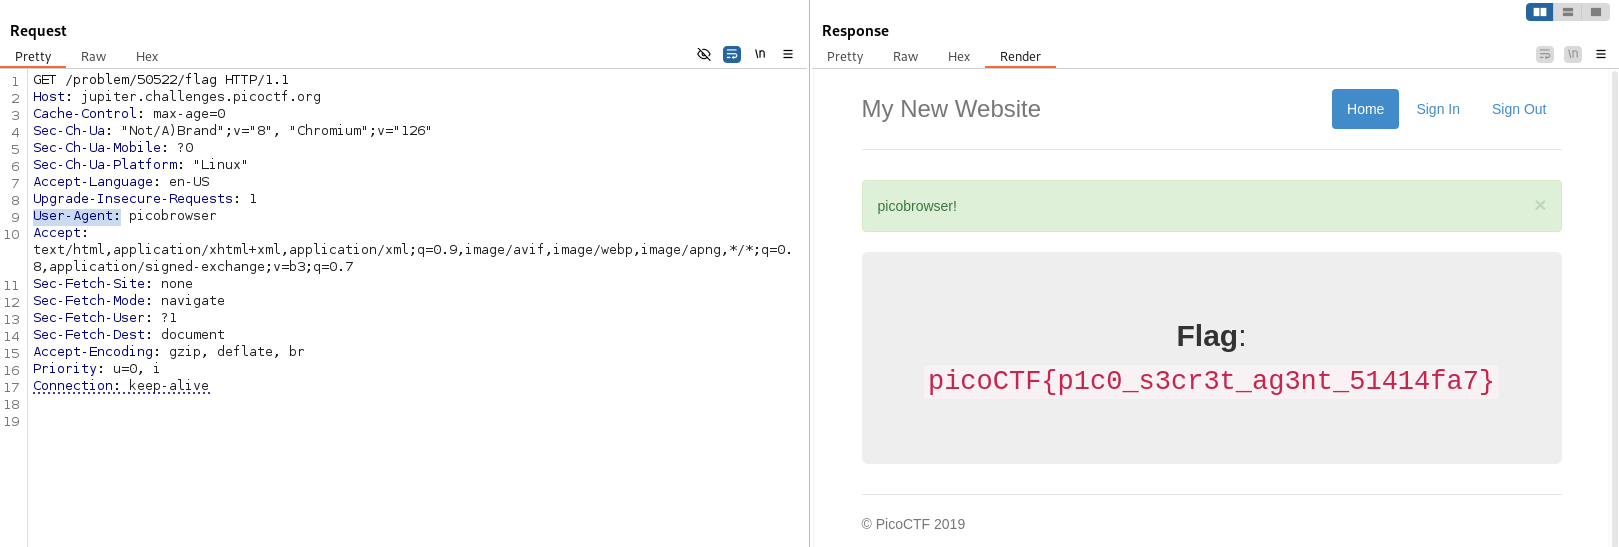 Request
Pretty Raw Hex
\n
1 GET /problem/50522/flag HTTP/1.1
2 Host: jupiter.challenges.picoctf.org
3 Cache-Control: max-age=0
4 Sec-Ch-Ua: "Not/A)Brand";v="8", "Chromium";v="126"
5 Sec-Ch-Ua-Mobile: ?0
6 Sec-Ch-Ua-Platform: "Linux"
7 Accept-Language: en-US
8 Upgrade-Insecure-Requests: 1
9 User-Agent: picobrowser
10 Accept:
text/html,application/xhtml+xml,application/xml;q=0.9,image/avif,image/webp,image/apng,*/*;q=0.
8,application/signed-exchange;v=b3;q=0.7
11 Sec-Fetch-Site: none
12 Sec-Fetch-Mode: navigate
13 Sec-Fetch-User: ?1
14 Sec-Fetch-Dest: document
15 Accept-Encoding: gzip, deflate, br
16 Priority: u=0, i
17 Connection: keep-alive
18
19
Response
Pretty Raw Hex Render
\n
My New Website
Home Sign In Sign Out
picobrowser! ×
Flag:
picoCTF{p1c0_s3cr3t_ag3nt_51414fa7}
© PicoCTF 2019